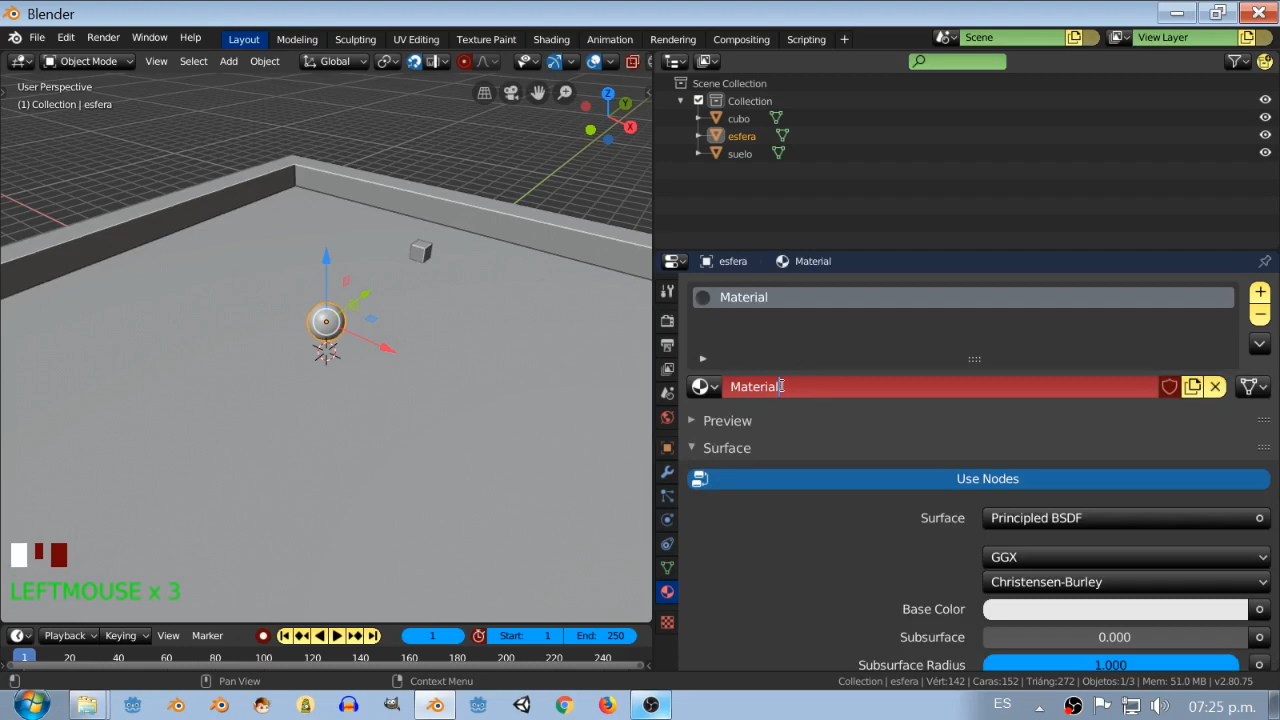 Blender
File Edit Render Window Help Layout Modeling Sculpting UV Editing Texture Paint Shading Animation Rendering Compositing Scripting + Scene View Layer
Object Mode View Select Add Object Global
User Perspective
(1) Collection | esfera
Z
Y
X
LEFTMOUSE x 3
Scene Collection
Collection
cubo
esfera
suelo
esfera Material
Material
Material
Preview
Surface
Use Nodes
Surface Principled BSDF
GGX
Christensen-Burley
Base Color
Subsurface 0.000
Subsurface Radius 1.000
Playback Keying View Marker 1 Start: 1 End: 250
1 20 40 60 80 100 120 140 160 180 200 220 240
Pan View Context Menu Collection | esfera | Vért:142 | Caras:152 | Triáng:272 | Objetos:1/3 | Mem: 51.0 MB | v2.80.75
ES 07:25 p.m.